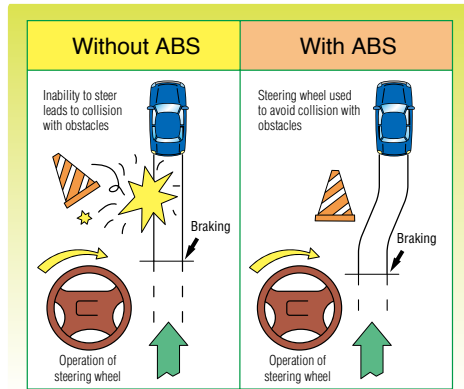 Without ABS
With ABS
Inability to steer
leads to collision
with obstacles
Braking
Operation of
steering wheel
Steering wheel used
to avoid collision with
obstacles
Braking
Operation of
steering wheel